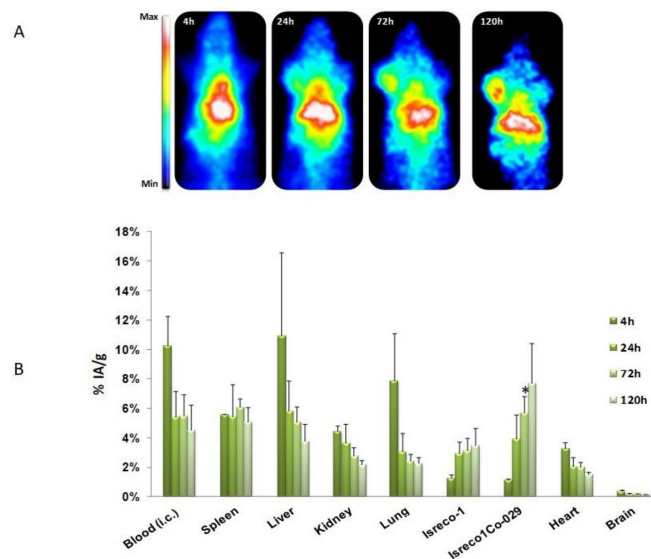 A
Max
Min
4h
24h
72h
120h
B
% IA/g
18%
16%
14%
12%
10%
8%
6%
4%
2%
0%
*
4h
24h
72h
120h
Blood (i.c.)
Spleen
Liver
Kidney
Lung
Isreco-1
Isreco1Co-029
Heart
Brain